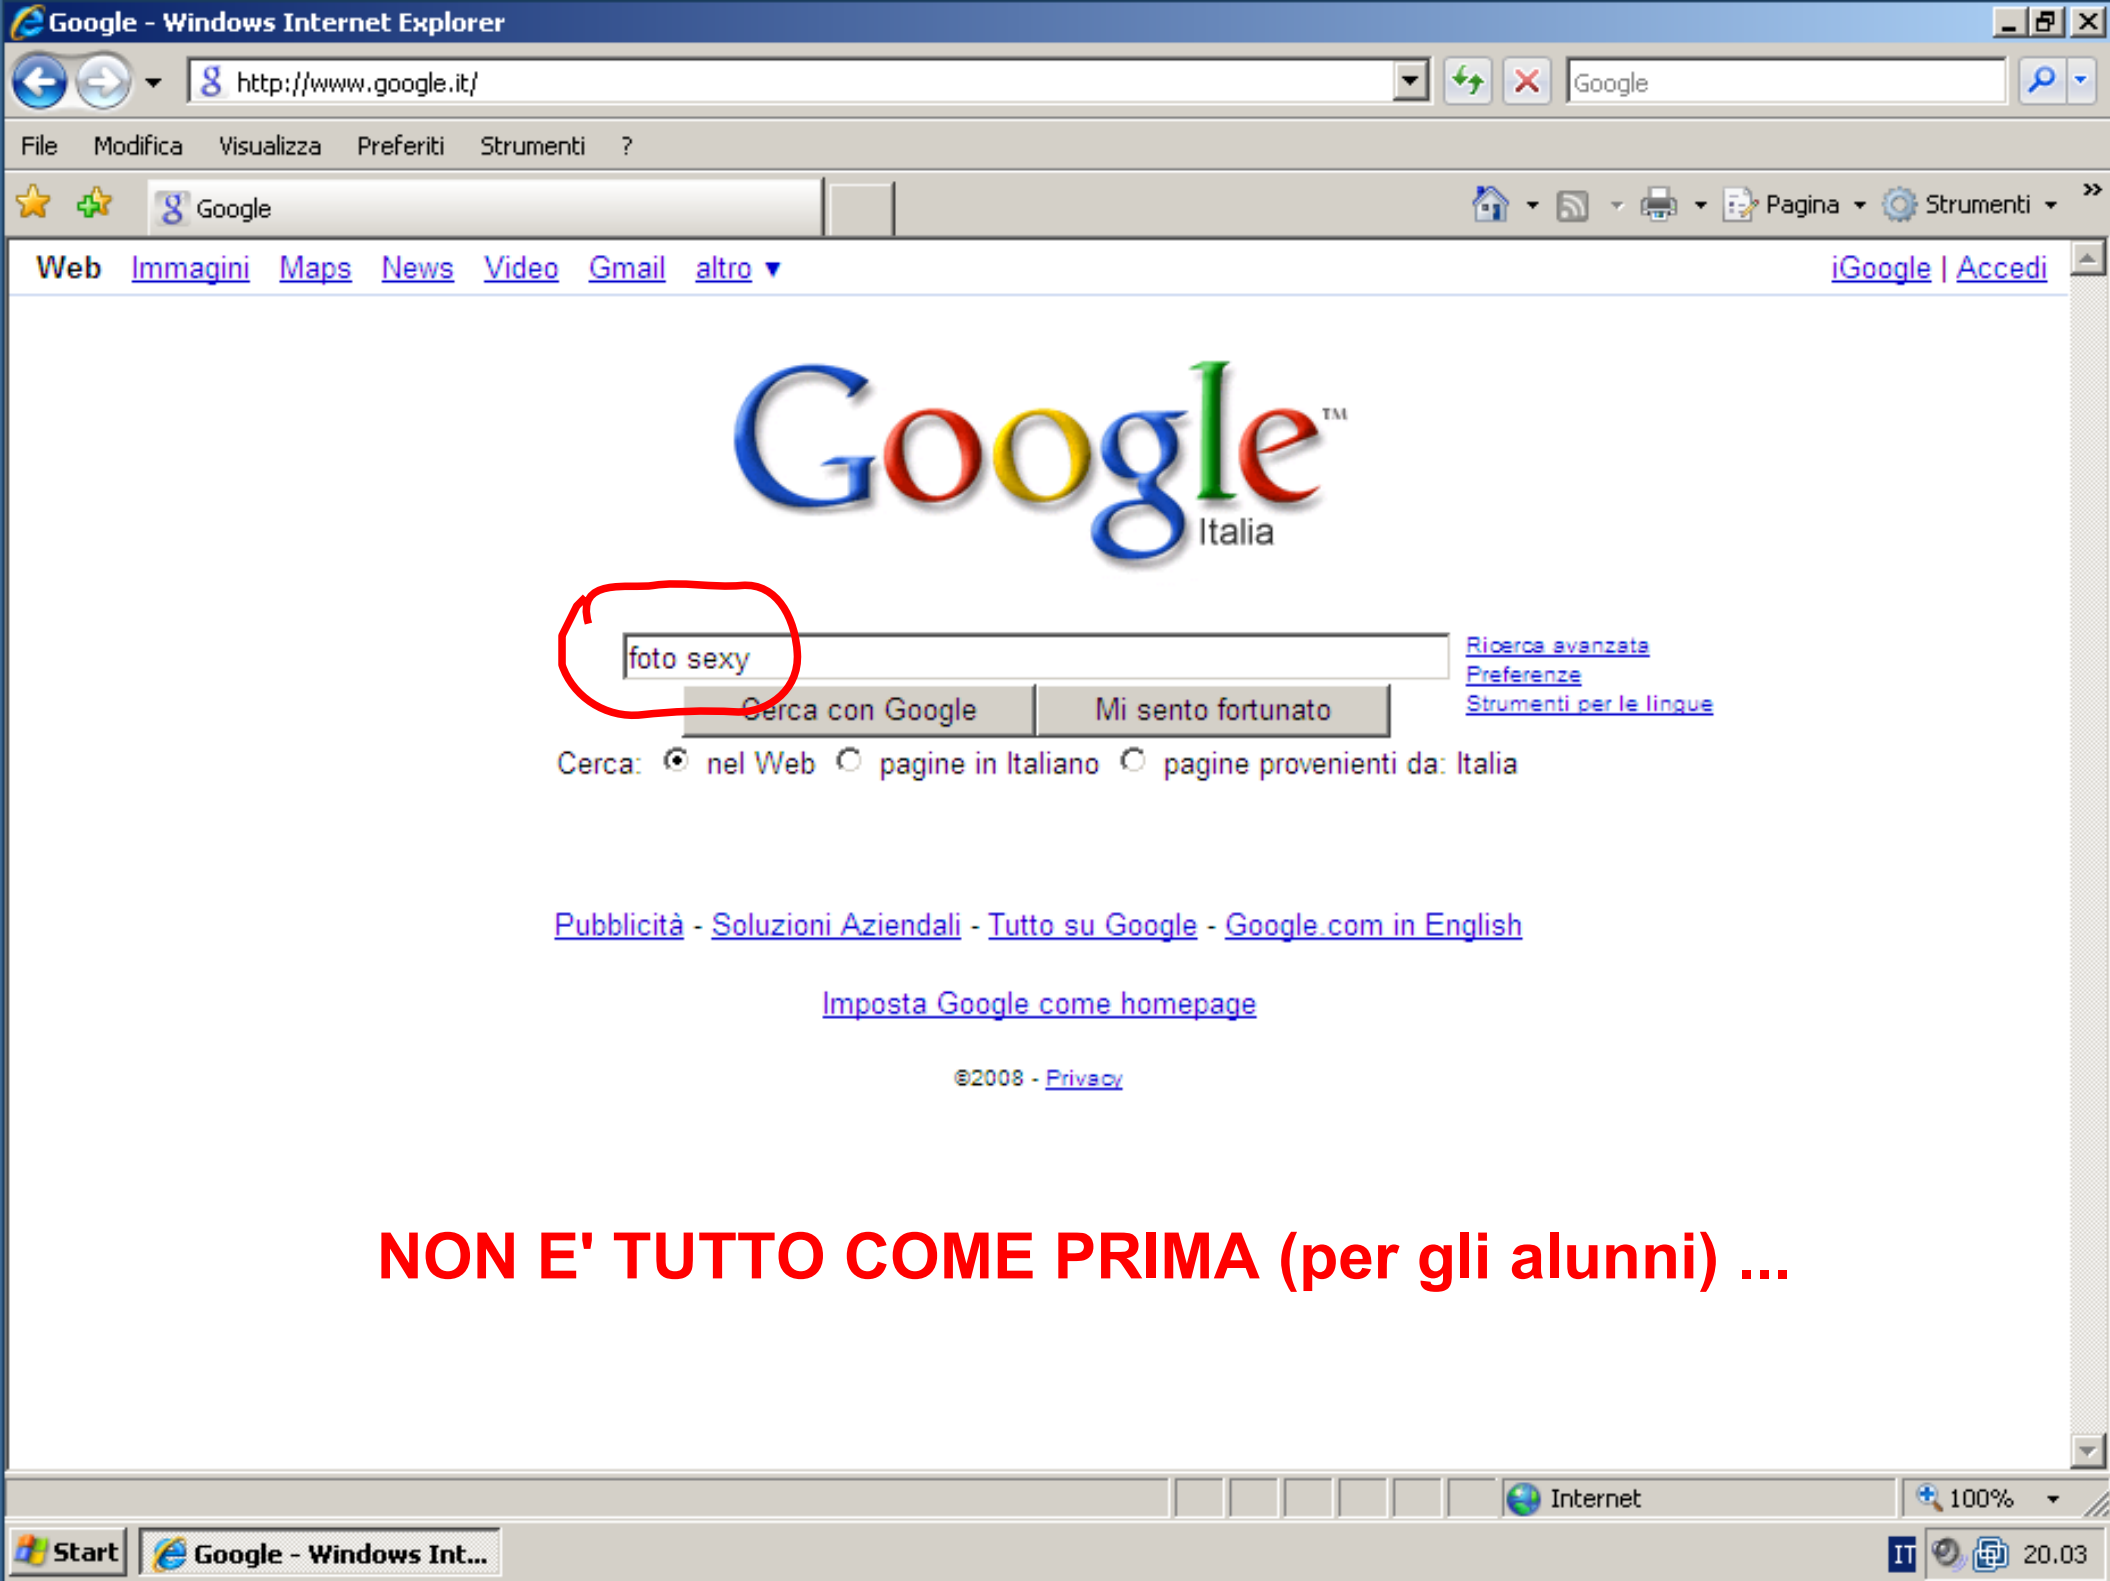 Google - Windows Internet Explorer
http://www.google.it/
Google
File Modifica Visualizza Preferiti Strumenti ?
Google
Pagina Strumenti »
Web Immagini Maps News Video Gmail altro ▼
iGoogle | Accedi
Google™
Italia
foto sexy
Ricerca avanzata
Preferenze
Strumenti per le lingue
Cerca con Google
Mi sento fortunato
Cerca: nel Web pagine in Italiano pagine provenienti da: Italia
Pubblicità - Soluzioni Aziendali - Tutto su Google - Google.com in English
Imposta Google come homepage
©2008 - Privacy
NON E' TUTTO COME PRIMA (per gli alunni) ...
Internet
100%
Start
Google - Windows Int...
IT
20.03